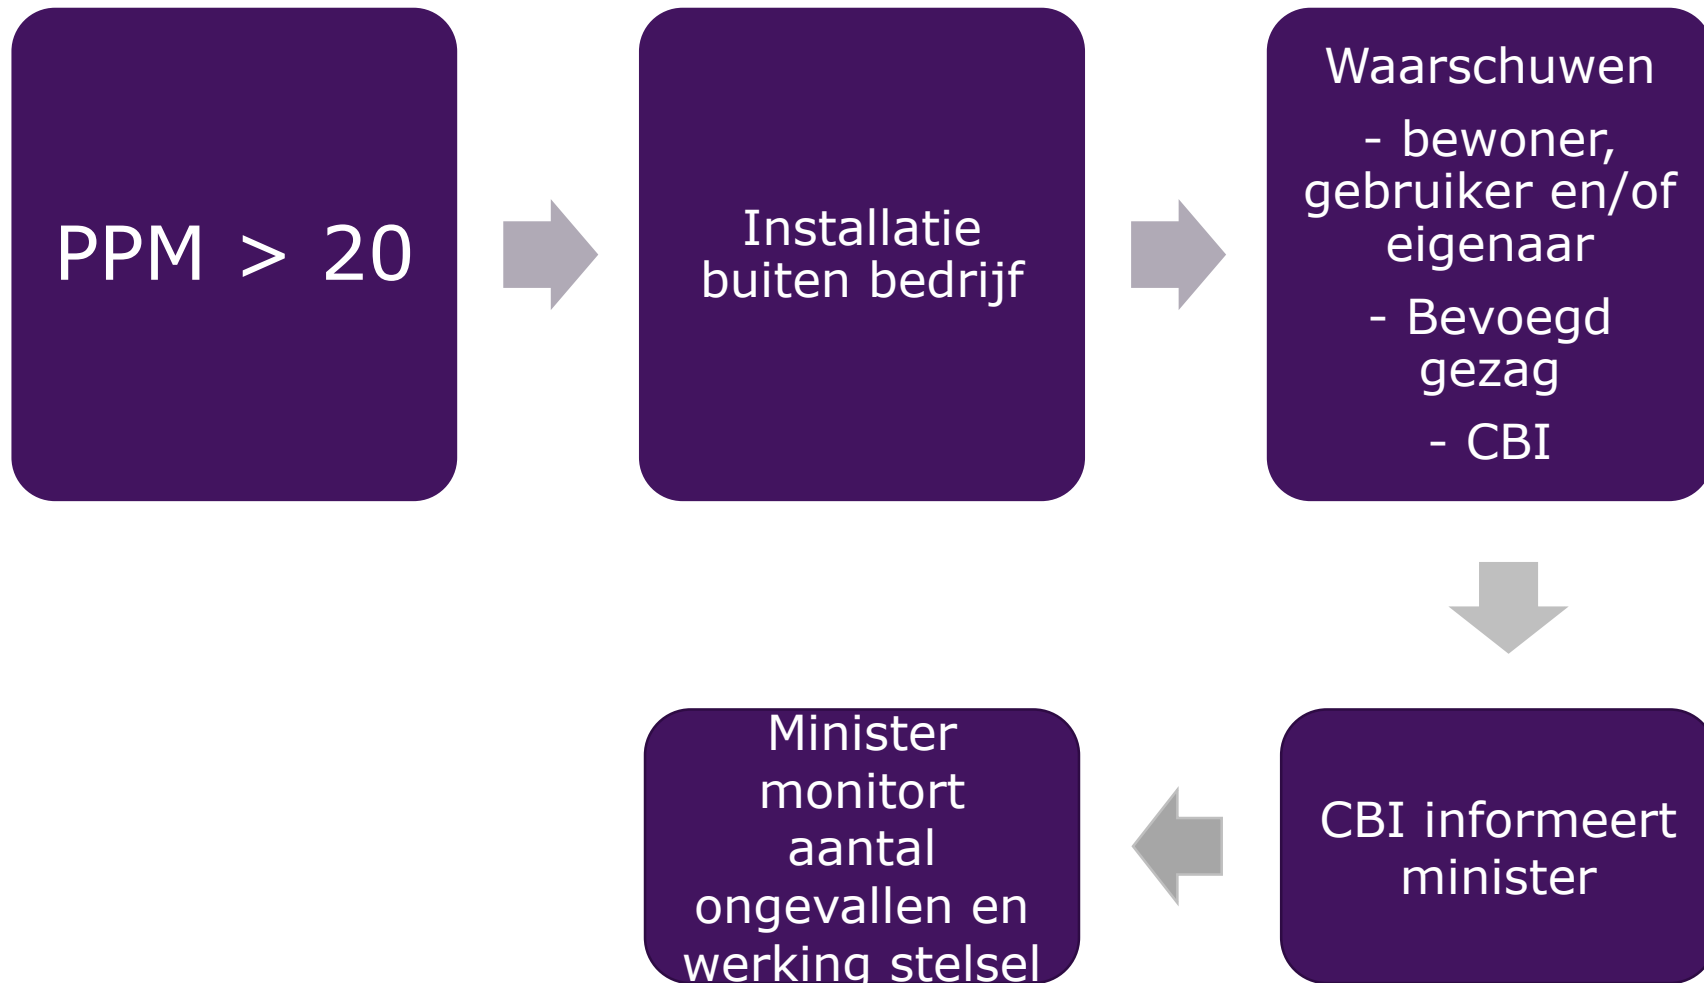 PPM > 20
Installatie
buiten bedrijf
Waarschuwen
- bewoner,
gebruiker en/of
eigenaar
- Bevoegd
gezag
- CBI
CBI informeert
minister
Minister
monitort
aantal
ongevallen en
werking stelsel